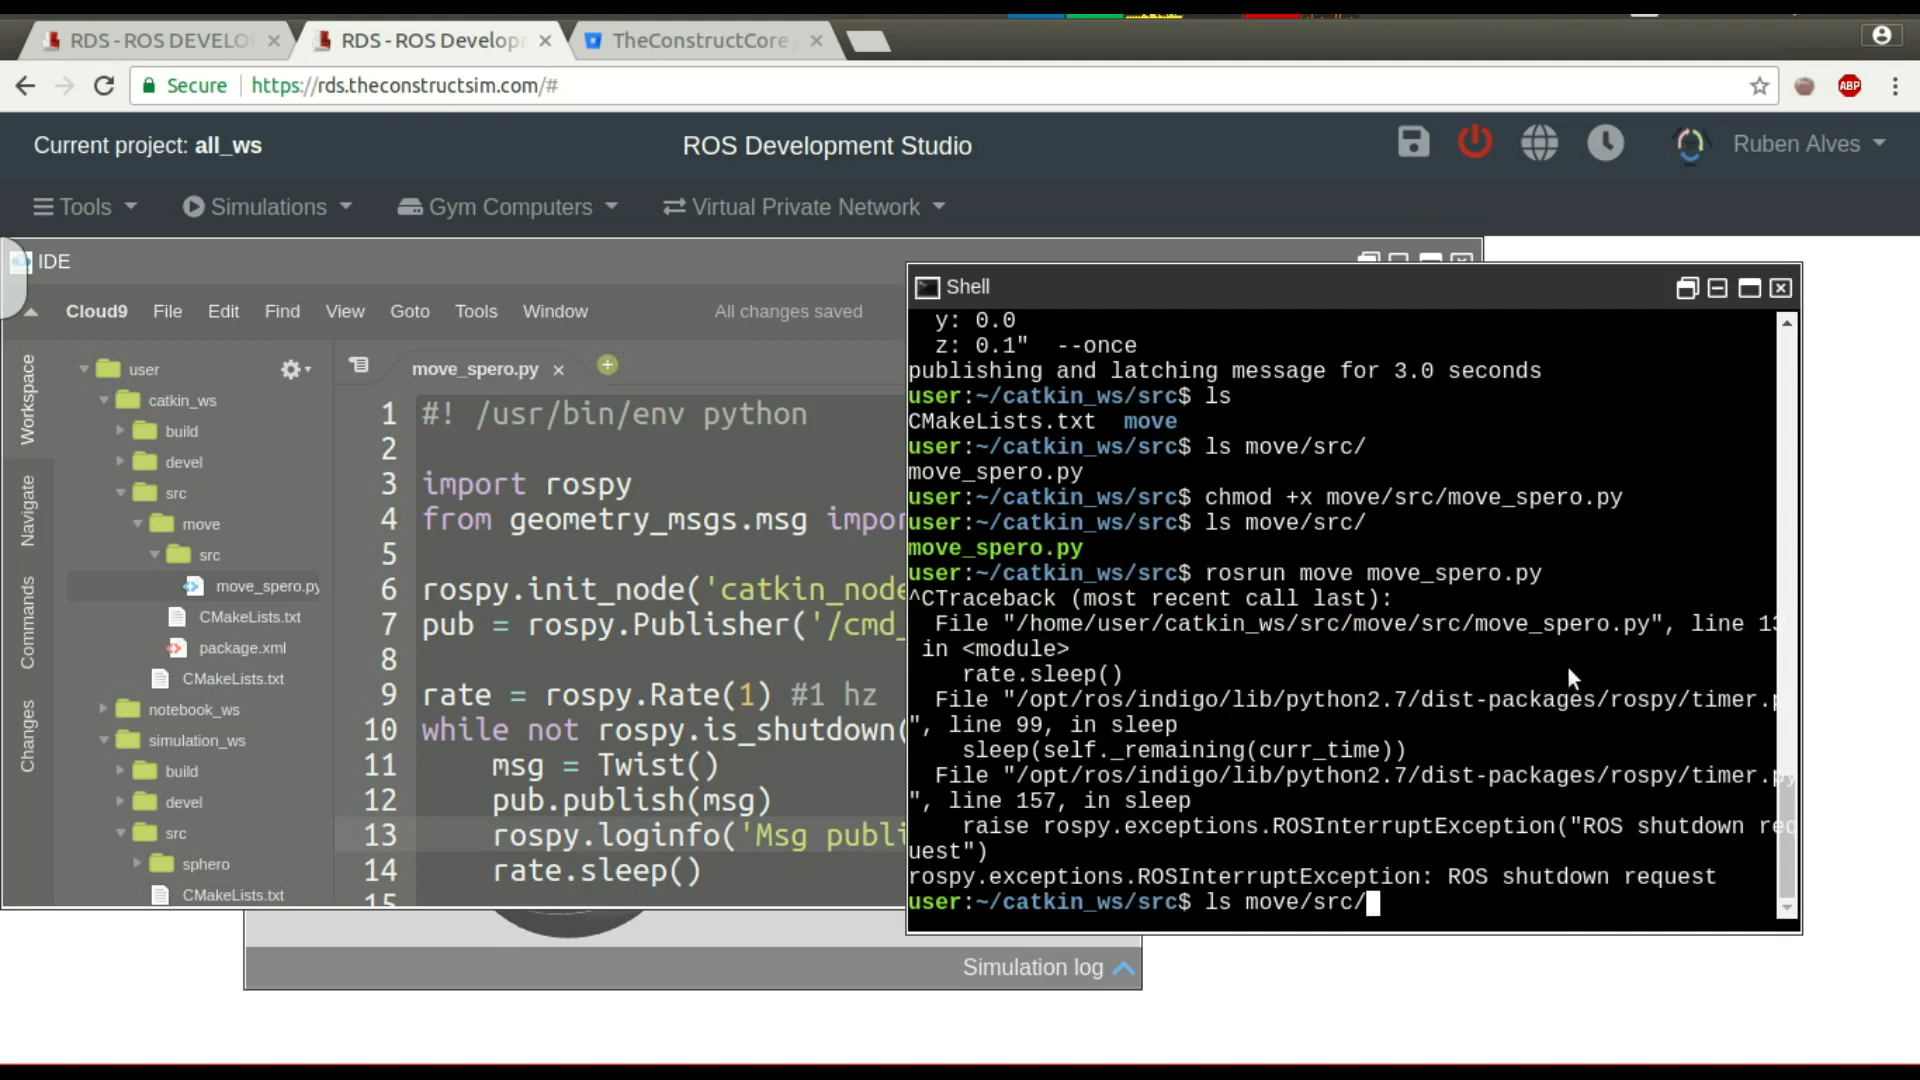 RDS - ROS DEVELO
RDS - ROS Develop
TheConstructCore
Secure
https://rds.theconstructsim.com/#
ABP
Current project: all_ws
ROS Development Studio
Ruben Alves
Tools
Simulations
Gym Computers
Virtual Private Network
IDE
Cloud9
File
Edit
Find
View
Goto
Tools
Window
All changes saved
Workspace
Navigate
Commands
Changes
user
catkin_ws
build
devel
src
move
src
move_spero.py
CMakeLists.txt
package.xml
CMakeLists.txt
notebook_ws
simulation_ws
build
devel
src
sphero
CMakeLists.txt
move_spero.py
1 #! /usr/bin/env python
2
3 import rospy
4 from geometry_msgs.msg impor
5
6 rospy.init_node('catkin_node
7 pub = rospy.Publisher('/cmd_
8
9 rate = rospy.Rate(1) #1 hz
10 while not rospy.is_shutdown(
11 msg = Twist()
12 pub.publish(msg)
13 rospy.loginfo('Msg publi
14 rate.sleep()
15
Shell
y: 0.0
z: 0.1" --once
publishing and latching message for 3.0 seconds
user:~/catkin_ws/src$ ls
CMakeLists.txt move
user:~/catkin_ws/src$ ls move/src/
move_spero.py
user:~/catkin_ws/src$ chmod +x move/src/move_spero.py
user:~/catkin_ws/src$ ls move/src/
move_spero.py
user:~/catkin_ws/src$ rosrun move move_spero.py
^CTraceback (most recent call last):
File "/home/user/catkin_ws/src/move/src/move_spero.py", line 13
in <module>
rate.sleep()
File "/opt/ros/indigo/lib/python2.7/dist-packages/rospy/timer.p
", line 99, in sleep
sleep(self._remaining(curr_time))
File "/opt/ros/indigo/lib/python2.7/dist-packages/rospy/timer.py
", line 157, in sleep
raise rospy.exceptions.ROSInterruptException("ROS shutdown req
uest")
rospy.exceptions.ROSInterruptException: ROS shutdown request
user:~/catkin_ws/src$ ls move/src/
Simulation log